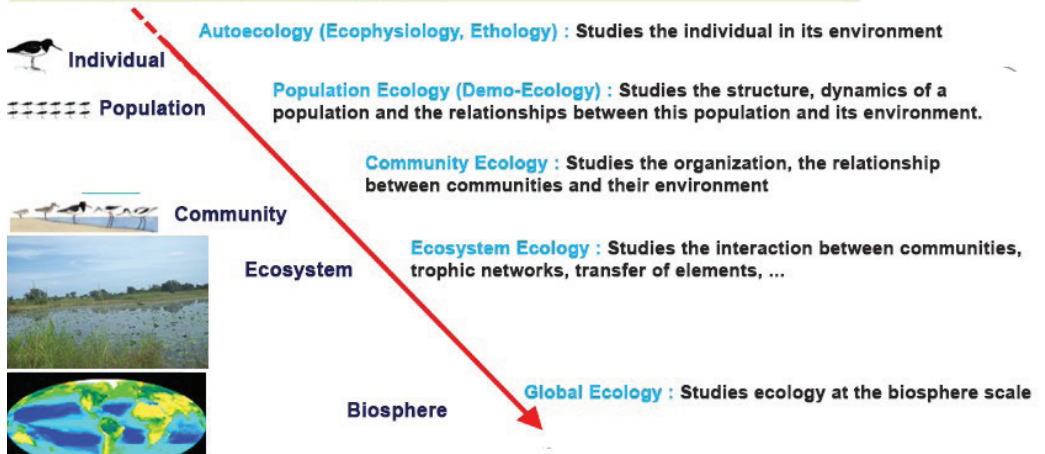 Autoecology (Ecophysiology, Ethology) : Studies the individual in its environment
Individual
Population Ecology (Demo-Ecology) : Studies the structure, dynamics of a
population and the relationships between this population and its environment.
Population
Community Ecology : Studies the organization, the relationship
between communities and their environment
Community
Ecosystem Ecology : Studies the interaction between communities,
trophic networks, transfer of elements, ...
Ecosystem
Global Ecology : Studies ecology at the biosphere scale
Biosphere